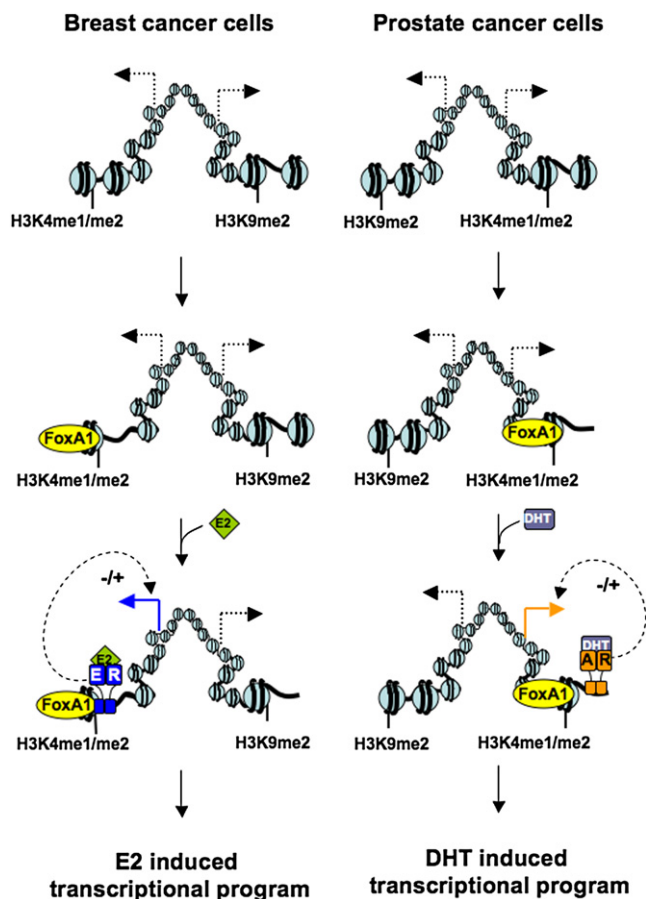 Breast cancer cells
Prostate cancer cells
H3K4me1/me2
H3K9me2
H3K9me2
H3K4me1/me2
FoxA1
FoxA1
H3K4me1/me2
H3K9me2
H3K9me2
H3K4me1/me2
E2
DHT
-/+
-/+
E2
E R
FoxA1
DHT
A R
FoxA1
H3K4me1/me2
H3K9me2
H3K9me2
H3K4me1/me2
E2 induced
transcriptional program
DHT induced
transcriptional program